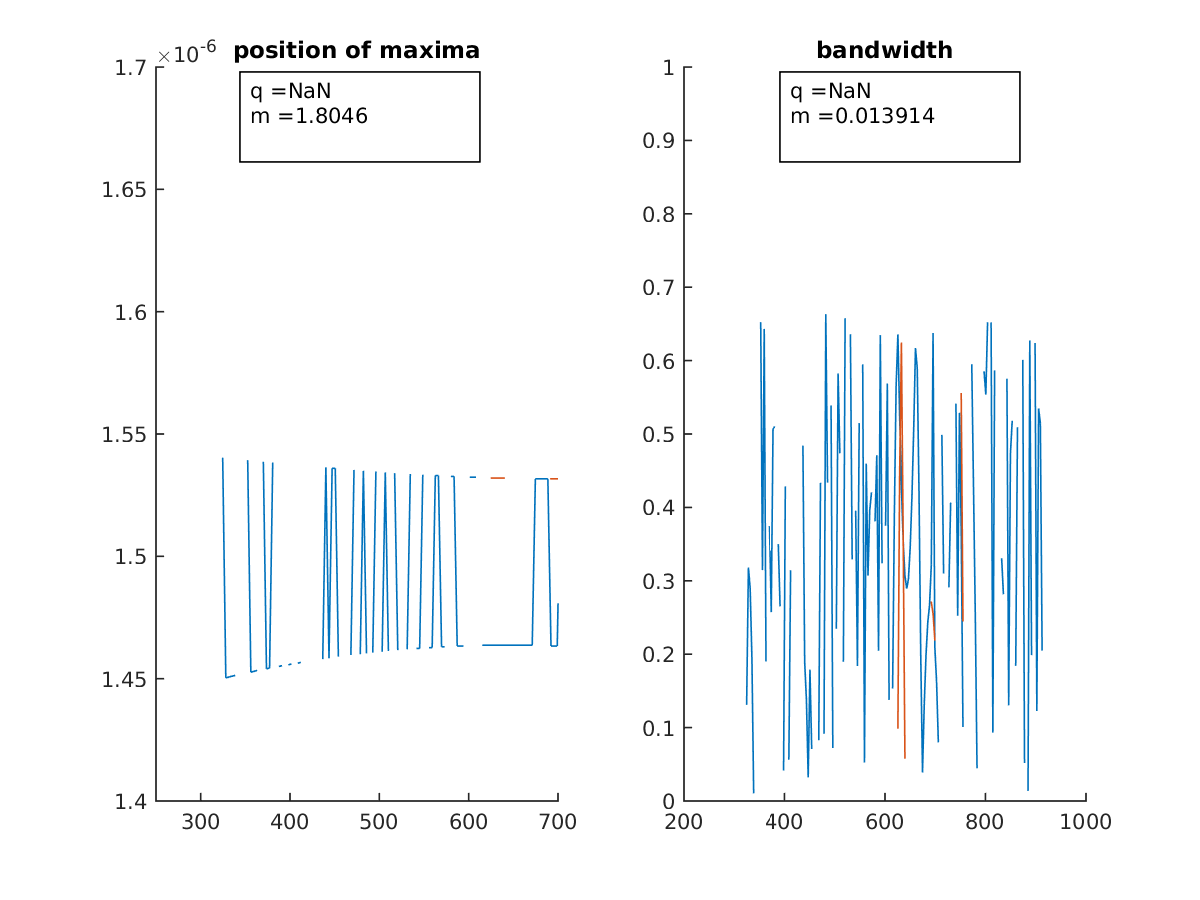 ×10-6
position of maxima
q =NaN
m =1.8046
1.7
1.65
1.6
1.55
1.5
1.45
1.4
300 400 500 600 700
bandwidth
q =NaN
m =0.013914
1
0.9
0.8
0.7
0.6
0.5
0.4
0.3
0.2
0.1
0
200 400 600 800 1000